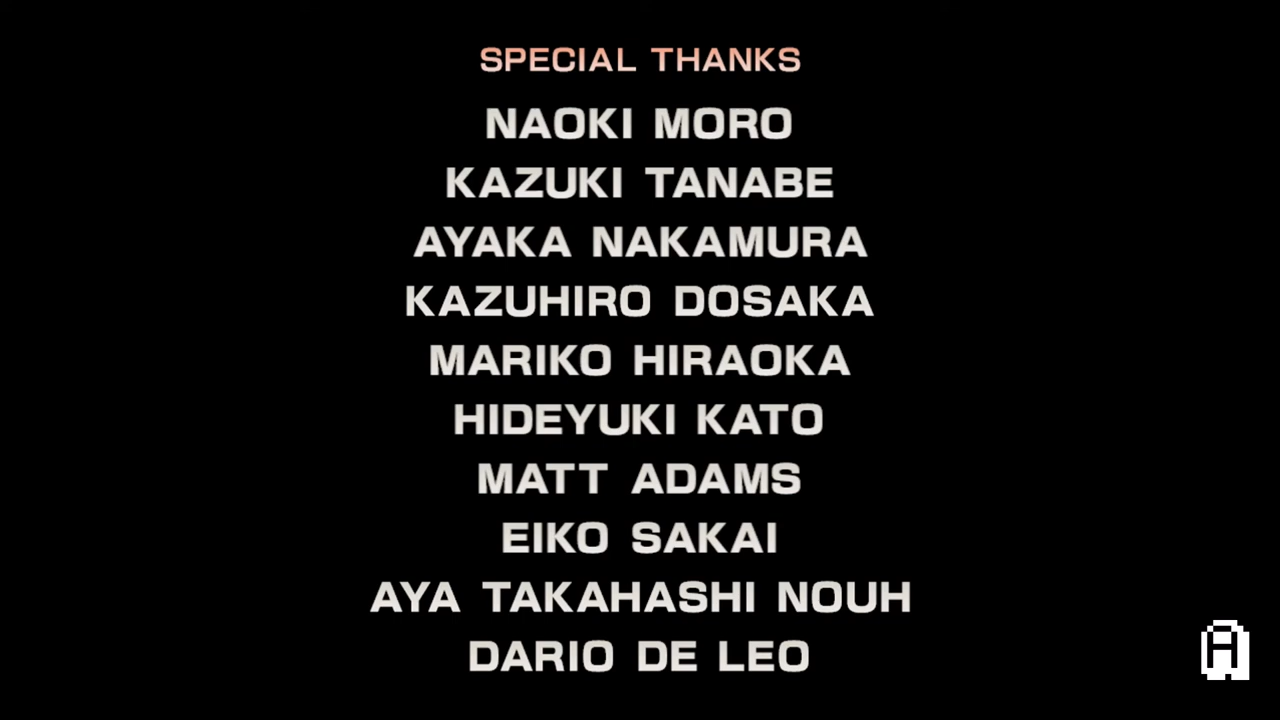 SPECIAL THANKS
NAOKI MORO
KAZUKI TANABE
AYAKA NAKAMURA
KAZUHIRO DOSAKA
MARIKO HIRAOKA
HIDEYUKI KATO
MATT ADAMS
EIKO SAKAI
AYA TAKAHASHI NOUH
DARIO DE LEO
A